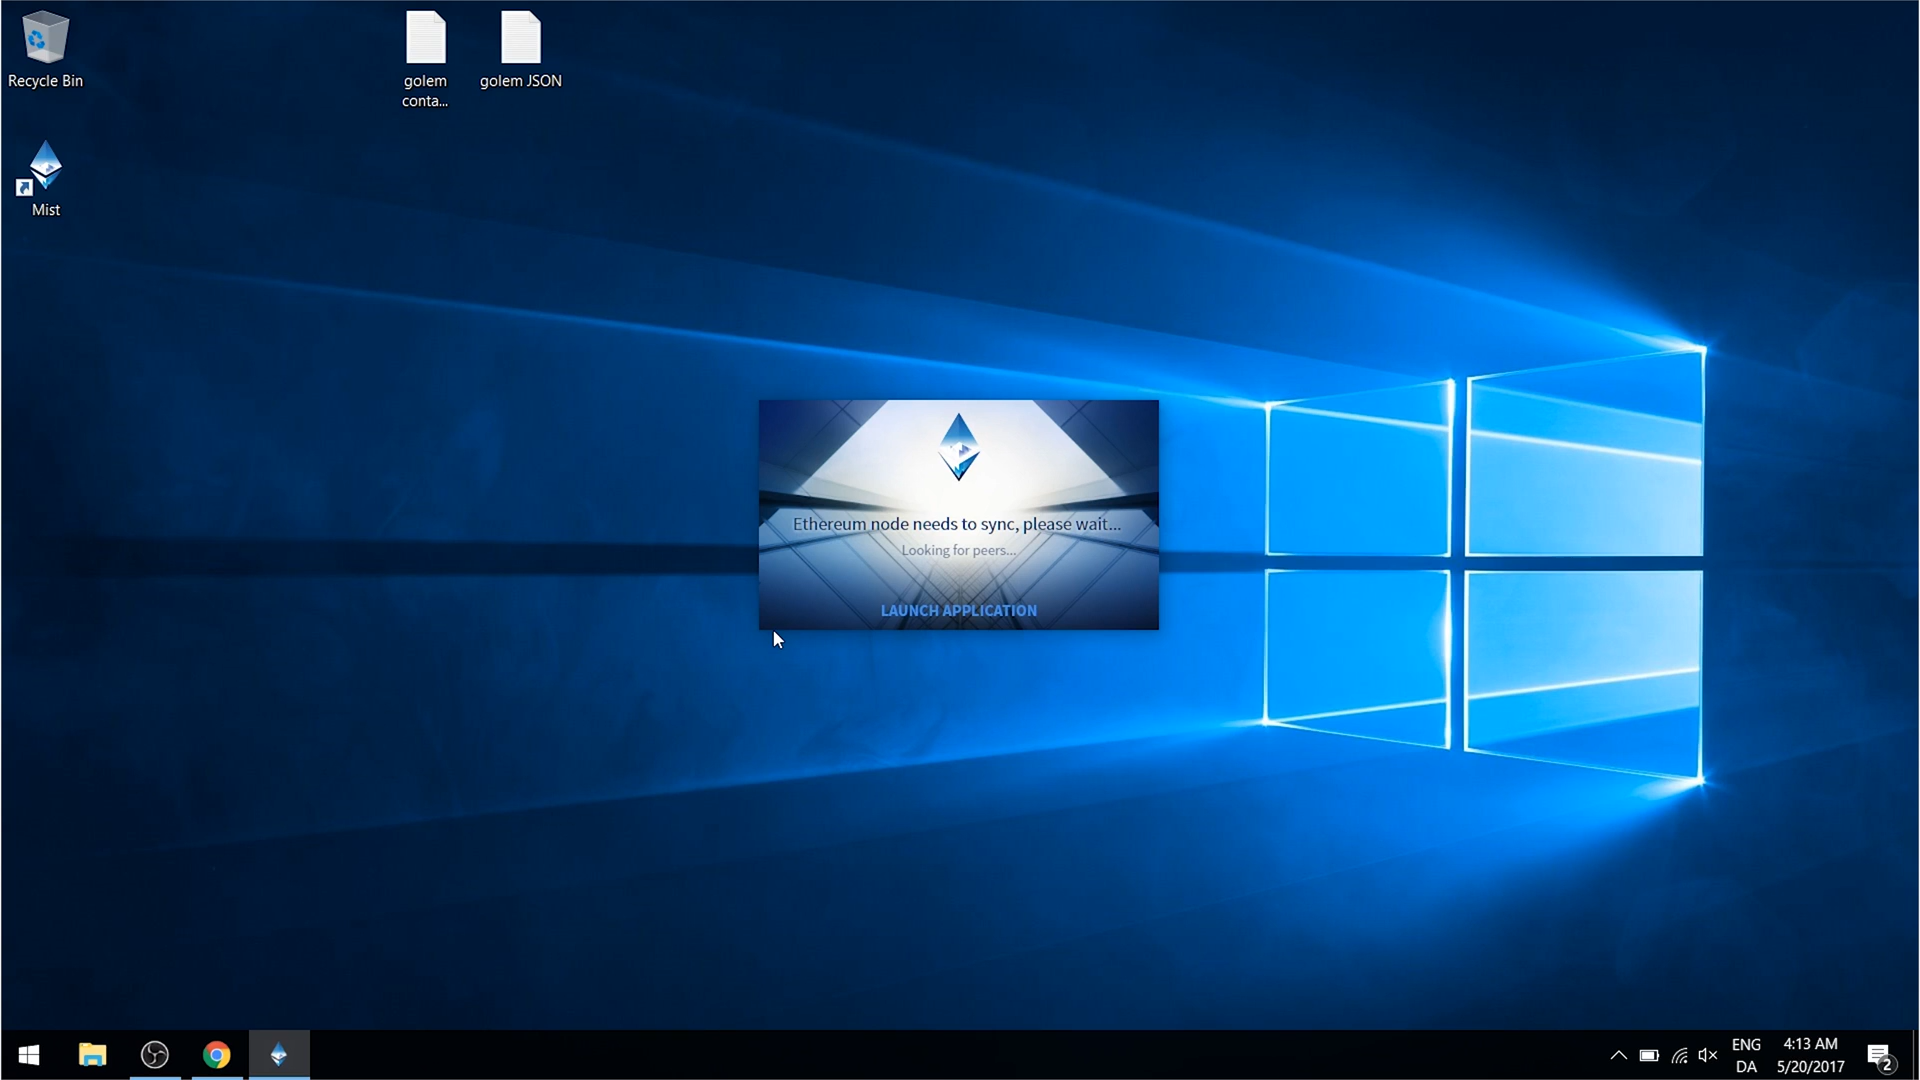 Recycle Bin
golem
conta...
golem JSON
Mist
Ethereum node needs to sync, please wait...
Looking for peers...
LAUNCH APPLICATION
ENG
DA
4:13 AM
5/20/2017
2